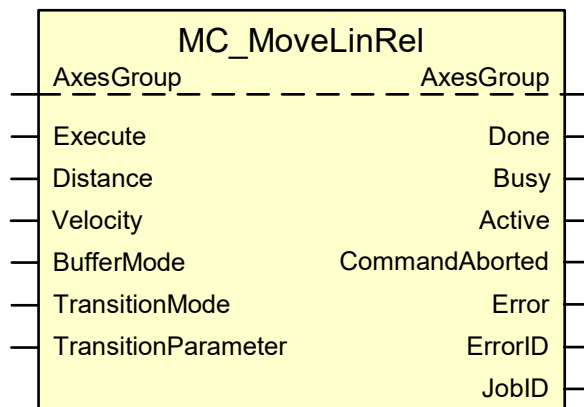 MC_MoveLinRel
AxesGroup AxesGroup
Execute Done
Distance Busy
Velocity Active
BufferMode CommandAborted
TransitionMode Error
TransitionParameter ErrorID
JobID